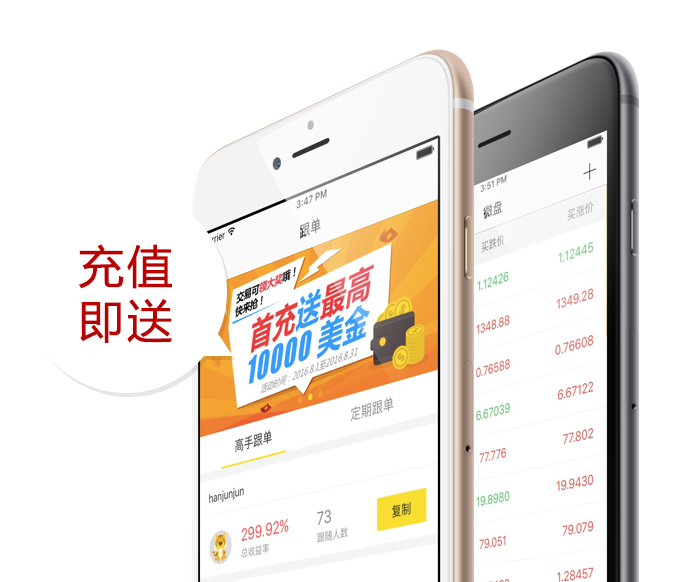 充值
即送
3:47 PM
跟单
交易可领大奖哦！
快来抢！
首充送最高
10000 美金
活动时间：2016.8.1至2016.8.31
高手跟单
定期跟单
hanjunjun
299.92%
总收益率
73
跟随人数
复制
3:51 PM
微盘
买跌价
买涨价
1.12426
1.12445
1348.88
1349.28
0.76588
0.76608
6.67039
6.67122
77.776
77.802
19.8980
19.9430
79.051
79.079
1.28457